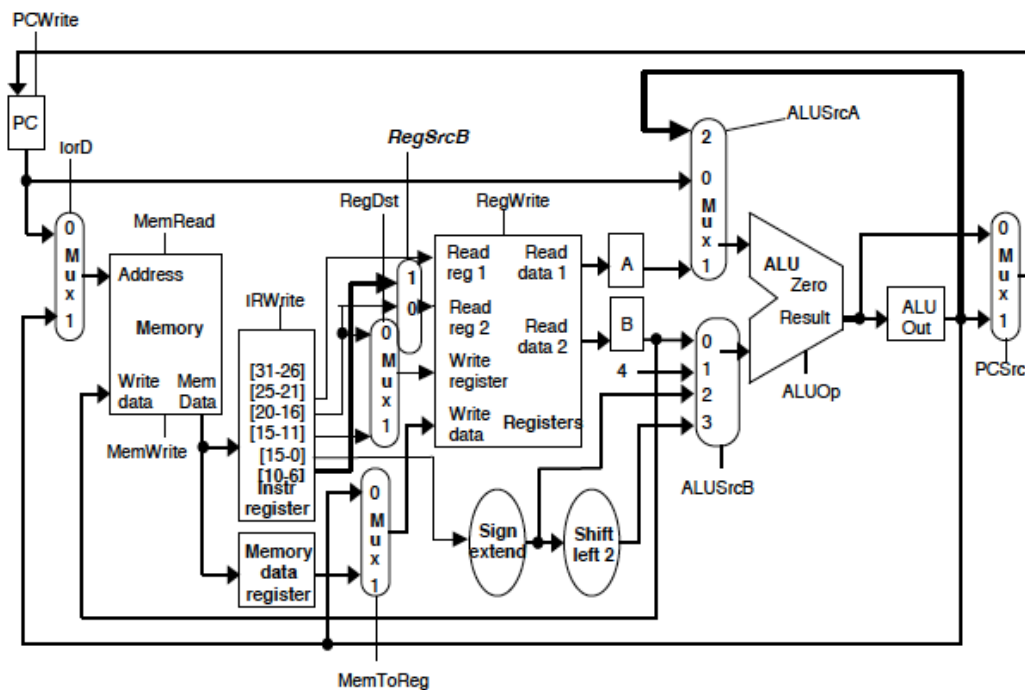 PCWrite
PC
IorD
0
M
u
x
1
MemRead
Address
Memory
Write
data
Mem
Data
MemWrite
IRWrite
[31-26]
[25-21]
[20-16]
[15-11]
[15-0]
[10-6]
Instr
register
Memory
data
register
RegSrcB
1
0
RegDst
0
M
u
x
1
0
M
u
x
1
MemToReg
RegWrite
Read
reg 1
Read
reg 2
Write
register
Write
data
Read
data 1
Read
data 2
Registers
Sign
extend
Shift
left 2
A
B
4
2
0
M
u
x
1
ALUSrcA
0
1
2
3
ALUSrcB
ALU
Zero
Result
ALUOp
ALU
Out
0
M
u
x
1
PCSrc